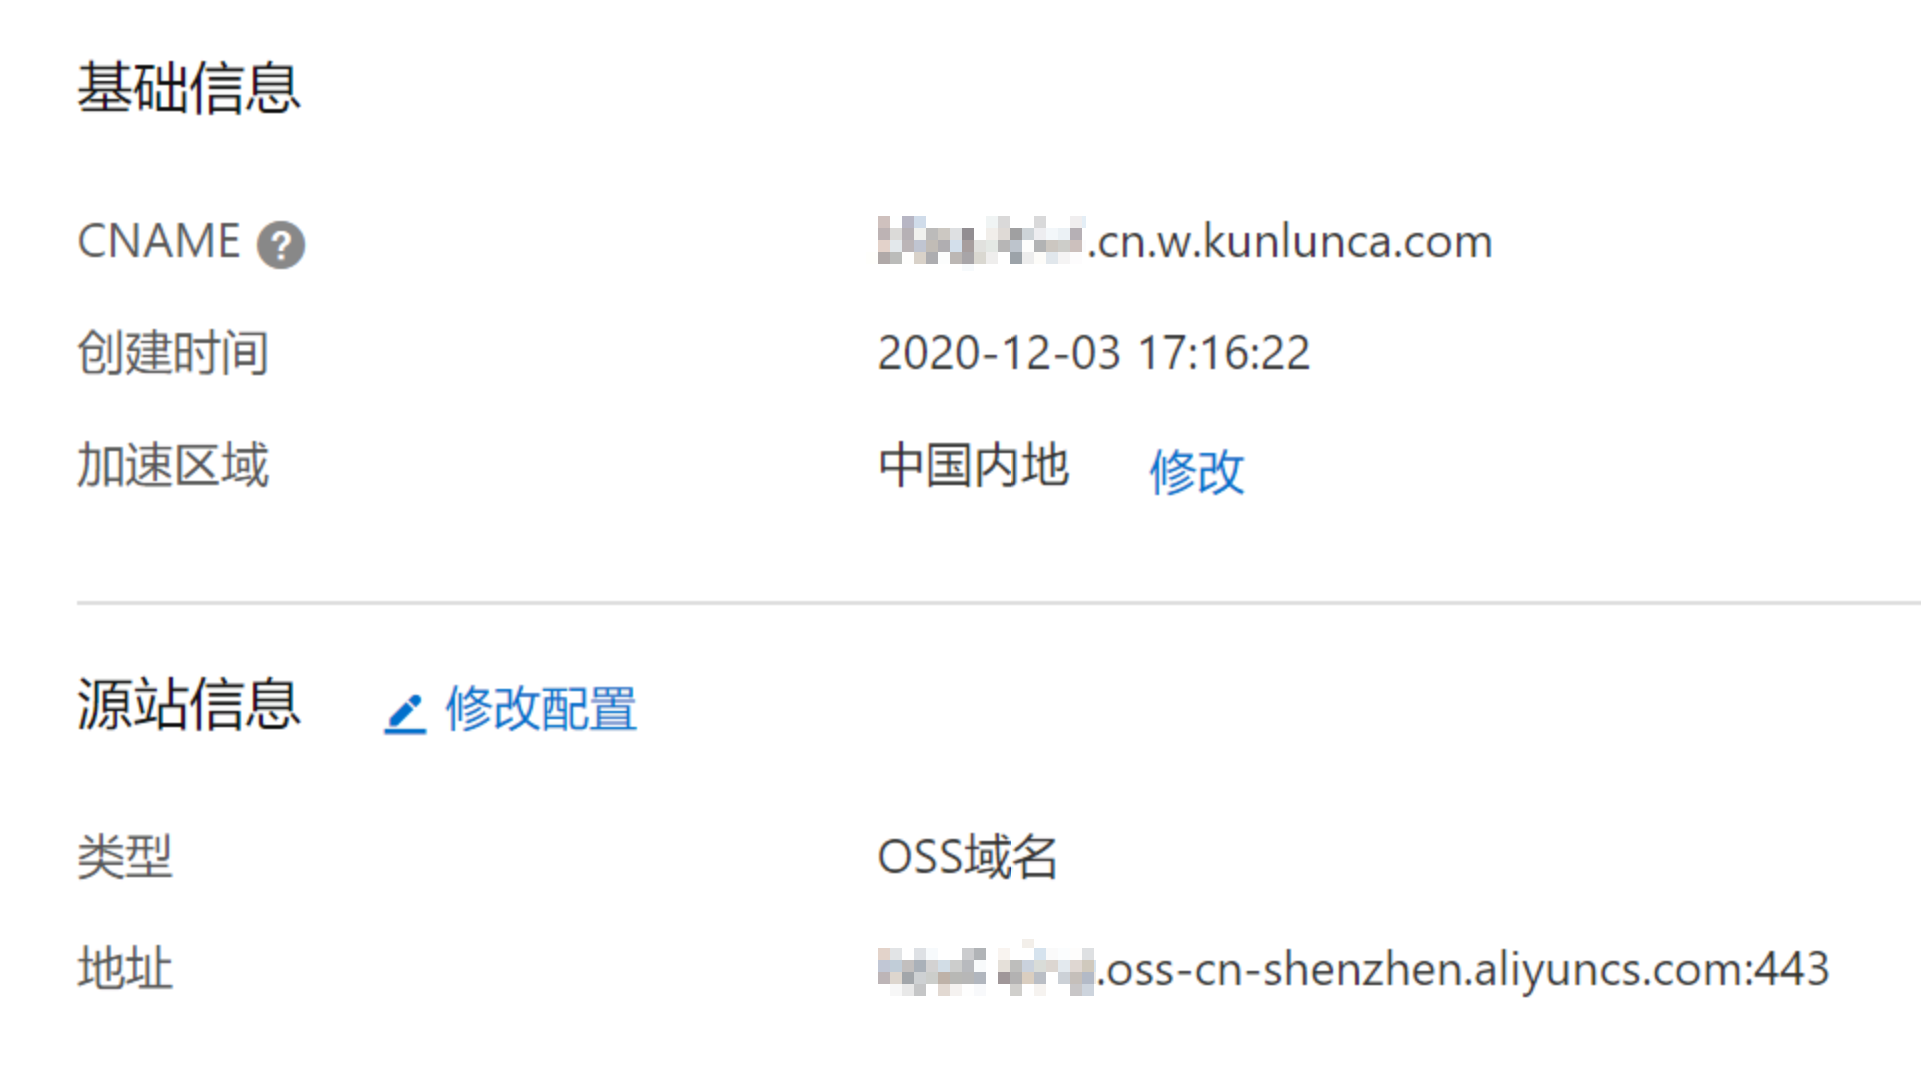 基础信息
CNAME ? .cn.w.kunlunca.com
创建时间 2020-12-03 17:16:22
加速区域 中国内地 修改
源站信息 修改配置
类型 OSS域名
地址 .oss-cn-shenzhen.aliyuncs.com:443